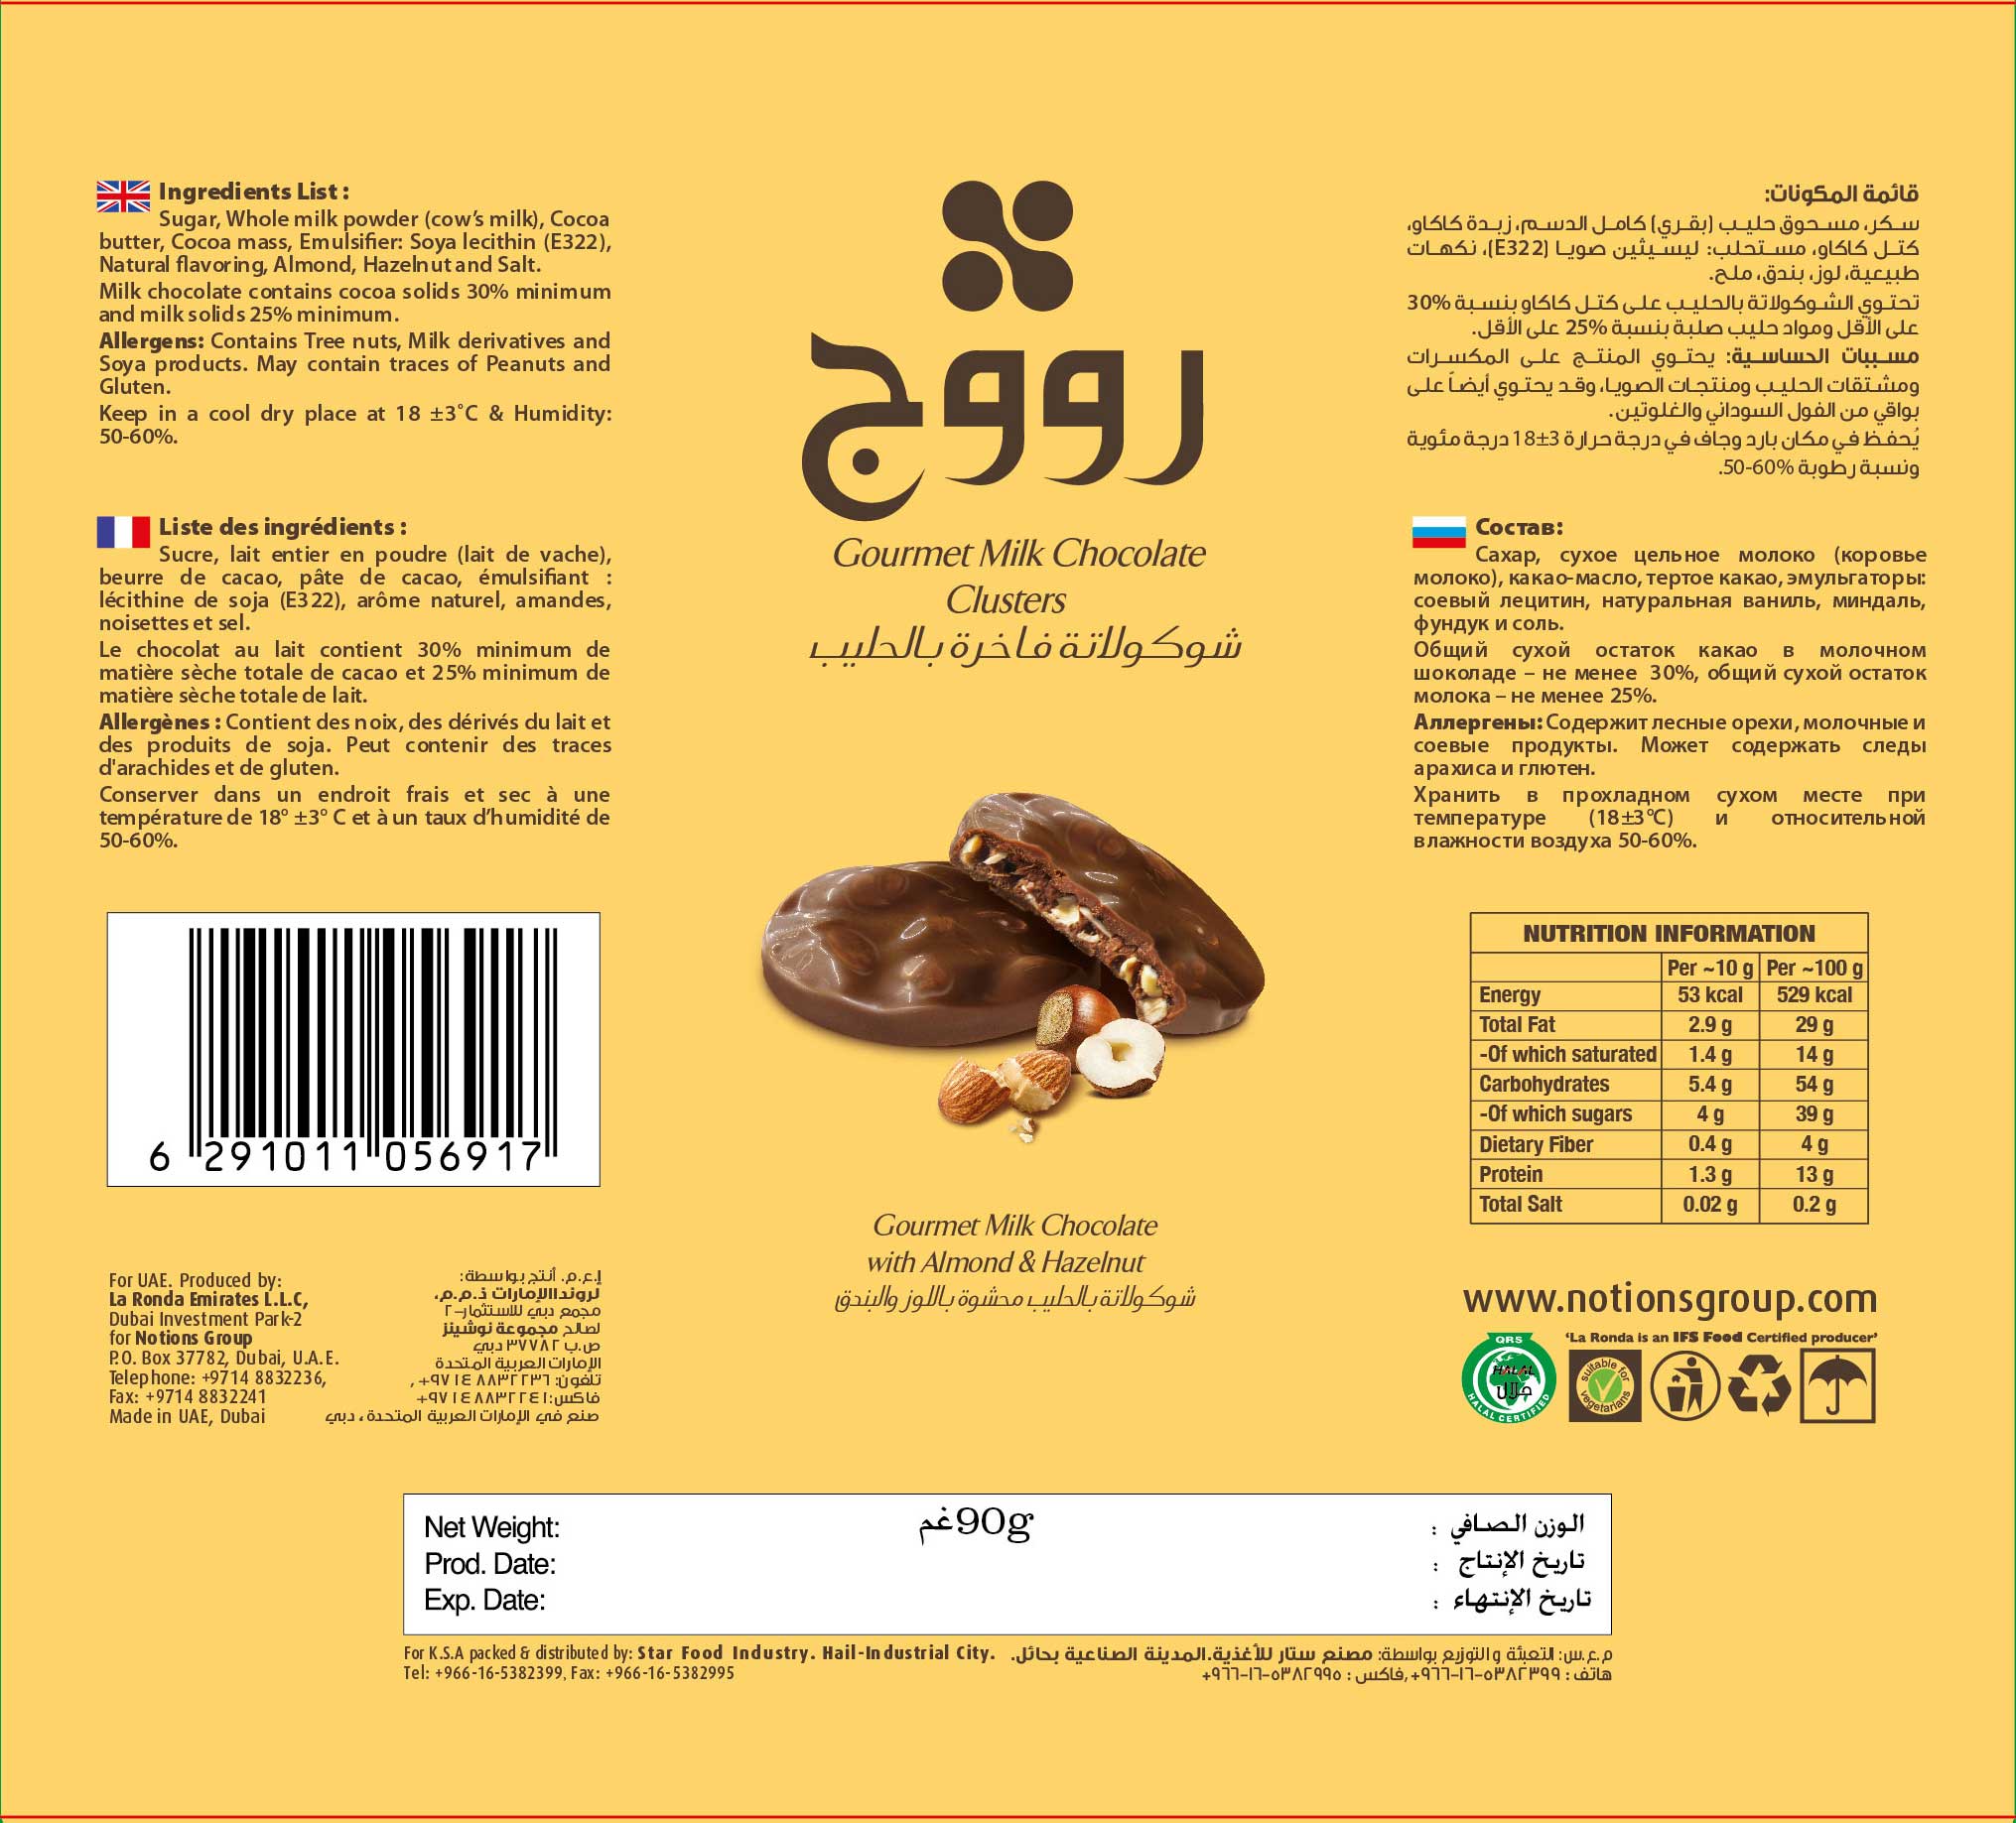 Ingredients List :
Sugar, Whole milk powder (cow's milk), Cocoa
butter, Cocoa mass, Emulsifier: Soya lecithin (E322),
Natural flavoring, Almond, Hazelnut and Salt.
Milk chocolate contains cocoa solids 30% minimum
and milk solids 25% minimum.
Allergens: Contains Tree nuts, Milk derivatives and
Soya products. May contain traces of Peanuts and
Gluten.
Keep in a cool dry place at 18 ±3˚C & Humidity:
50-60%.
Liste des ingrédients :
Sucre, lait entier en poudre (lait de vache),
beurre de cacao, pâte de cacao, émulsifiant :
lécithine de soja (E322), arôme naturel, amandes,
noisettes et sel.
Le chocolat au lait contient 30% minimum de
matière sèche totale de cacao et 25% minimum de
matière sèche totale de lait.
Allergènes : Contient des noix, des dérivés du lait et
des produits de soja. Peut contenir des traces
d'arachides et de gluten.
Conserver dans un endroit frais et sec à une
température de 18° ±3° C et à un taux d'humidité de
50-60%.
6 291011 056917
For UAE. Produced by:
La Ronda Emirates L.L.C,
Dubai Investment Park-2
for Notions Group
P.O. Box 37782, Dubai, U.A.E.
Telephone: +9714 8832236,
Fax: +9714 8832241
Made in UAE, Dubai
إ.ع.م. أنتج بواسطة:
لاروندا الإمارات ذ.م.م،
مجمع دبي للاستثمار-٢
لصالح مجموعة نوشينز
ص.ب ٣٧٧٨٢ دبي
الإمارات العربية المتحدة
تلفون: ٨٨٣٢٢٣٦ ٩٧١٤+ ,
فاكس: ٨٨٣٢٢٤١ ٩٧١٤+
صنع في الإمارات العربية المتحدة ، دبي
رووج
Gourmet Milk Chocolate
Clusters
شوكولاتة فاخرة بالحليب
Gourmet Milk Chocolate
with Almond & Hazelnut
شوكولاتة بالحليب محشوة باللوز والبندق
قائمة المكونات:
سكر، مسحوق حليب (بقري) كامل الدسم، زبدة كاكاو،
كتل كاكاو، مستحلب: ليسيثين صويا (E322)، نكهات
طبيعية، لوز، بندق، ملح.
تحتوي الشوكولاتة بالحليب على كتل كاكاو بنسبة 30%
على الأقل ومواد حليب صلبة بنسبة 25% على الأقل.
مسببات الحساسية: يحتوي المنتج على المكسرات
ومشتقات الحليب ومنتجات الصويا، وقد يحتوي أيضاً على
بواقي من الفول السوداني والغلوتين.
يُحفظ في مكان بارد وجاف في درجة حرارة 3±18 درجة مئوية
ونسبة رطوبة 60%-50.
Состав:
Сахар, сухое цельное молоко (коровье
молоко), какао-масло, тертое какао, эмульгаторы:
соевый лецитин, натуральная ваниль, миндаль,
фундук и соль.
Общий сухой остаток какао в молочном
шоколаде – не менее 30%, общий сухой остаток
молока – не менее 25%.
Аллергены: Содержит лесные орехи, молочные и
соевые продукты. Может содержать следы
арахиса и глютен.
Хранить в прохладном сухом месте при
температуре (18±3℃) и относительной
влажности воздуха 50-60%.
NUTRITION INFORMATION
Per ~10 g Per ~100 g
Energy 53 kcal 529 kcal
Total Fat 2.9 g 29 g
-Of which saturated 1.4 g 14 g
Carbohydrates 5.4 g 54 g
-Of which sugars 4 g 39 g
Dietary Fiber 0.4 g 4 g
Protein 1.3 g 13 g
Total Salt 0.02 g 0.2 g
www.notionsgroup.com
'La Ronda is an IFS Food Certified producer'
QRS
HALAL
حلال
HALAL CERTIFIED
suitable for
vegetarians
Net Weight: 90g غم الوزن الصافي :
Prod. Date: تاريخ الإنتاج :
Exp. Date: تاريخ الإنتهاء :
For K.S.A packed & distributed by: Star Food Industry. Hail-Industrial City.
Tel: +966-16-5382399, Fax: +966-16-5382995
م.ع.س: التعبئة والتوزيع بواسطة: مصنع ستار للأغذية.المدينة الصناعية بحائل.
هاتف : ٥٣٨٢٣٩٩-١٦-٩٦٦+ ,فاكس : ٥٣٨٢٩٩٥-١٦-٩٦٦+